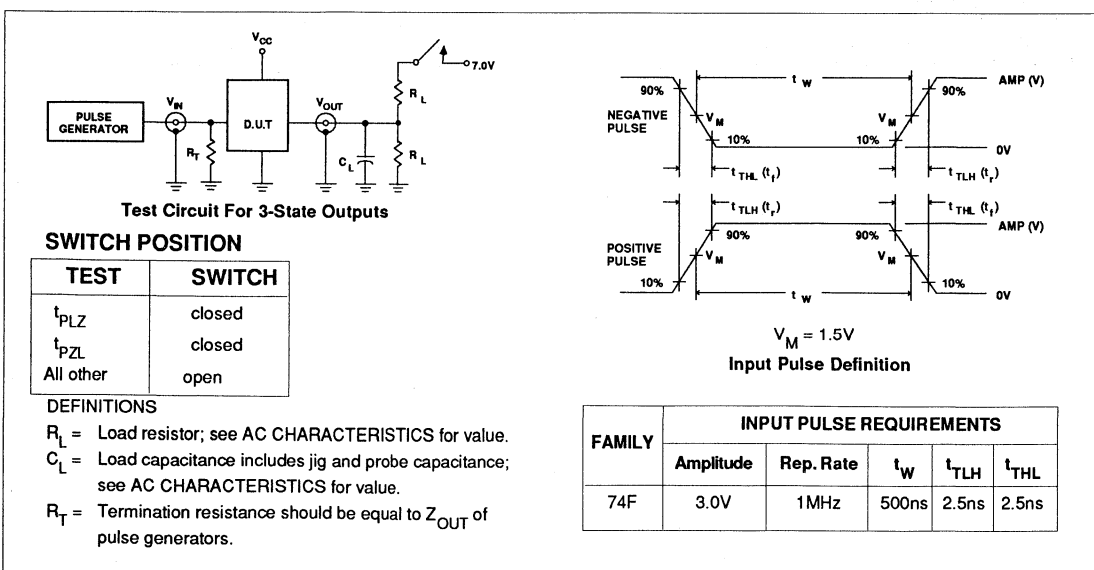 VCC
7.0V
PULSE GENERATOR
VIN
D.U.T
VOUT
RL
RT
CL
RL
Test Circuit For 3-State Outputs
SWITCH POSITION
TEST SWITCH
tPLZ closed
tPZL closed
All other open
DEFINITIONS
RL = Load resistor; see AC CHARACTERISTICS for value.
CL = Load capacitance includes jig and probe capacitance;
see AC CHARACTERISTICS for value.
RT = Termination resistance should be equal to ZOUT of
pulse generators.
tW
AMP (V)
90% 90%
NEGATIVE
PULSE
VM VM
10% 10%
0V
tTHL (tf) tTLH (tr)
tTLH (tr) tTHL (tf)
AMP (V)
90% 90%
POSITIVE
PULSE
VM VM
10% 10%
tW
0V
VM = 1.5V
Input Pulse Definition
FAMILY INPUT PULSE REQUIREMENTS
Amplitude Rep. Rate tW tTLH tTHL
74F 3.0V 1MHz 500ns 2.5ns 2.5ns